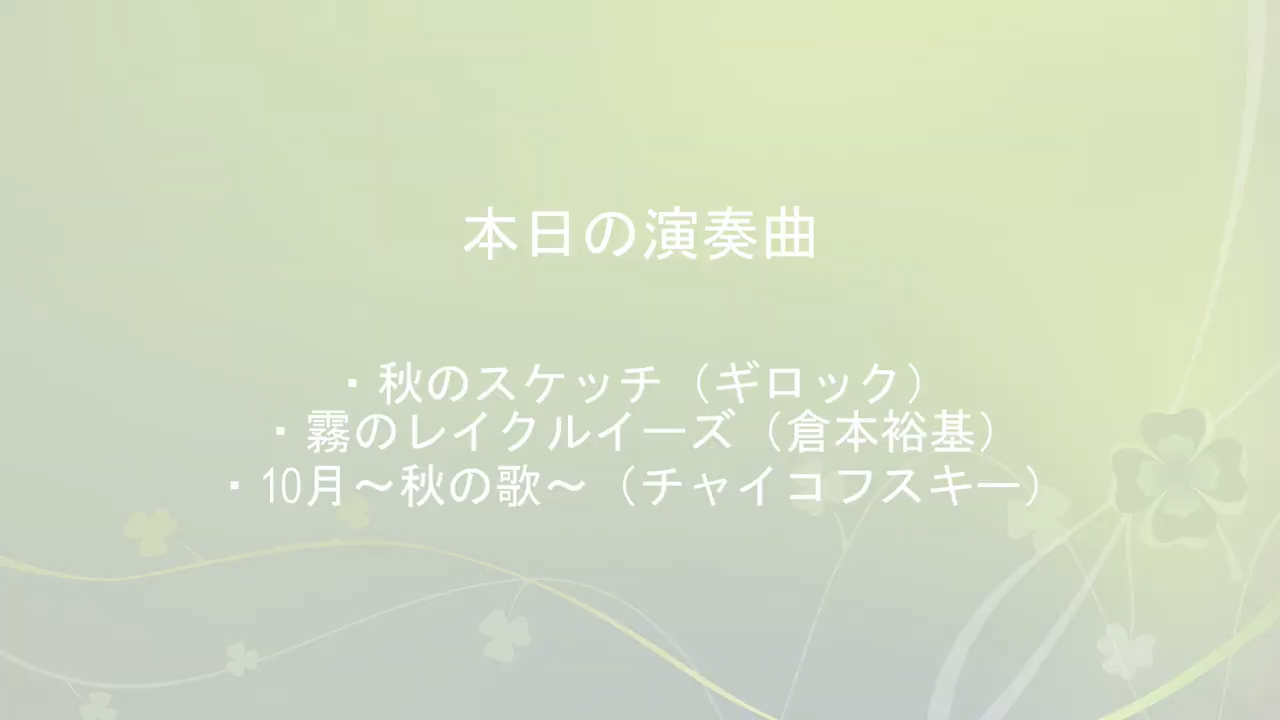 本日の演奏曲
・秋のスケッチ（ギロック）
・霧のレイクルイーズ（倉本裕基）
・10月～秋の歌～（チャイコフスキー）